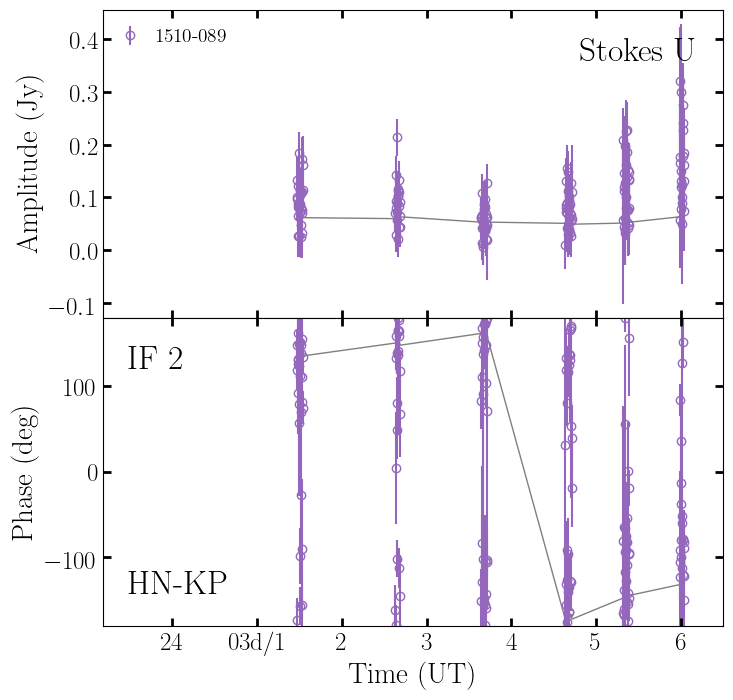 1510-089
Stokes U
Amplitude (Jy)
0.4
0.3
0.2
0.1
0.0
−0.1
IF 2
HN-KP
Phase (deg)
100
0
−100
24 03d/1 2 3 4 5 6
Time (UT)